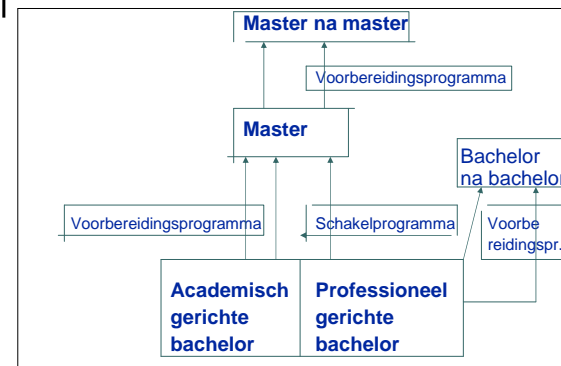 Master na master
Voorbereidingsprogramma
Master
Bachelor
na bachelor
Voorbereidingsprogramma
Schakelprogramma
Voorbe
reidingspr.
Academisch
gerichte
bachelor
Professioneel
gerichte
bachelor